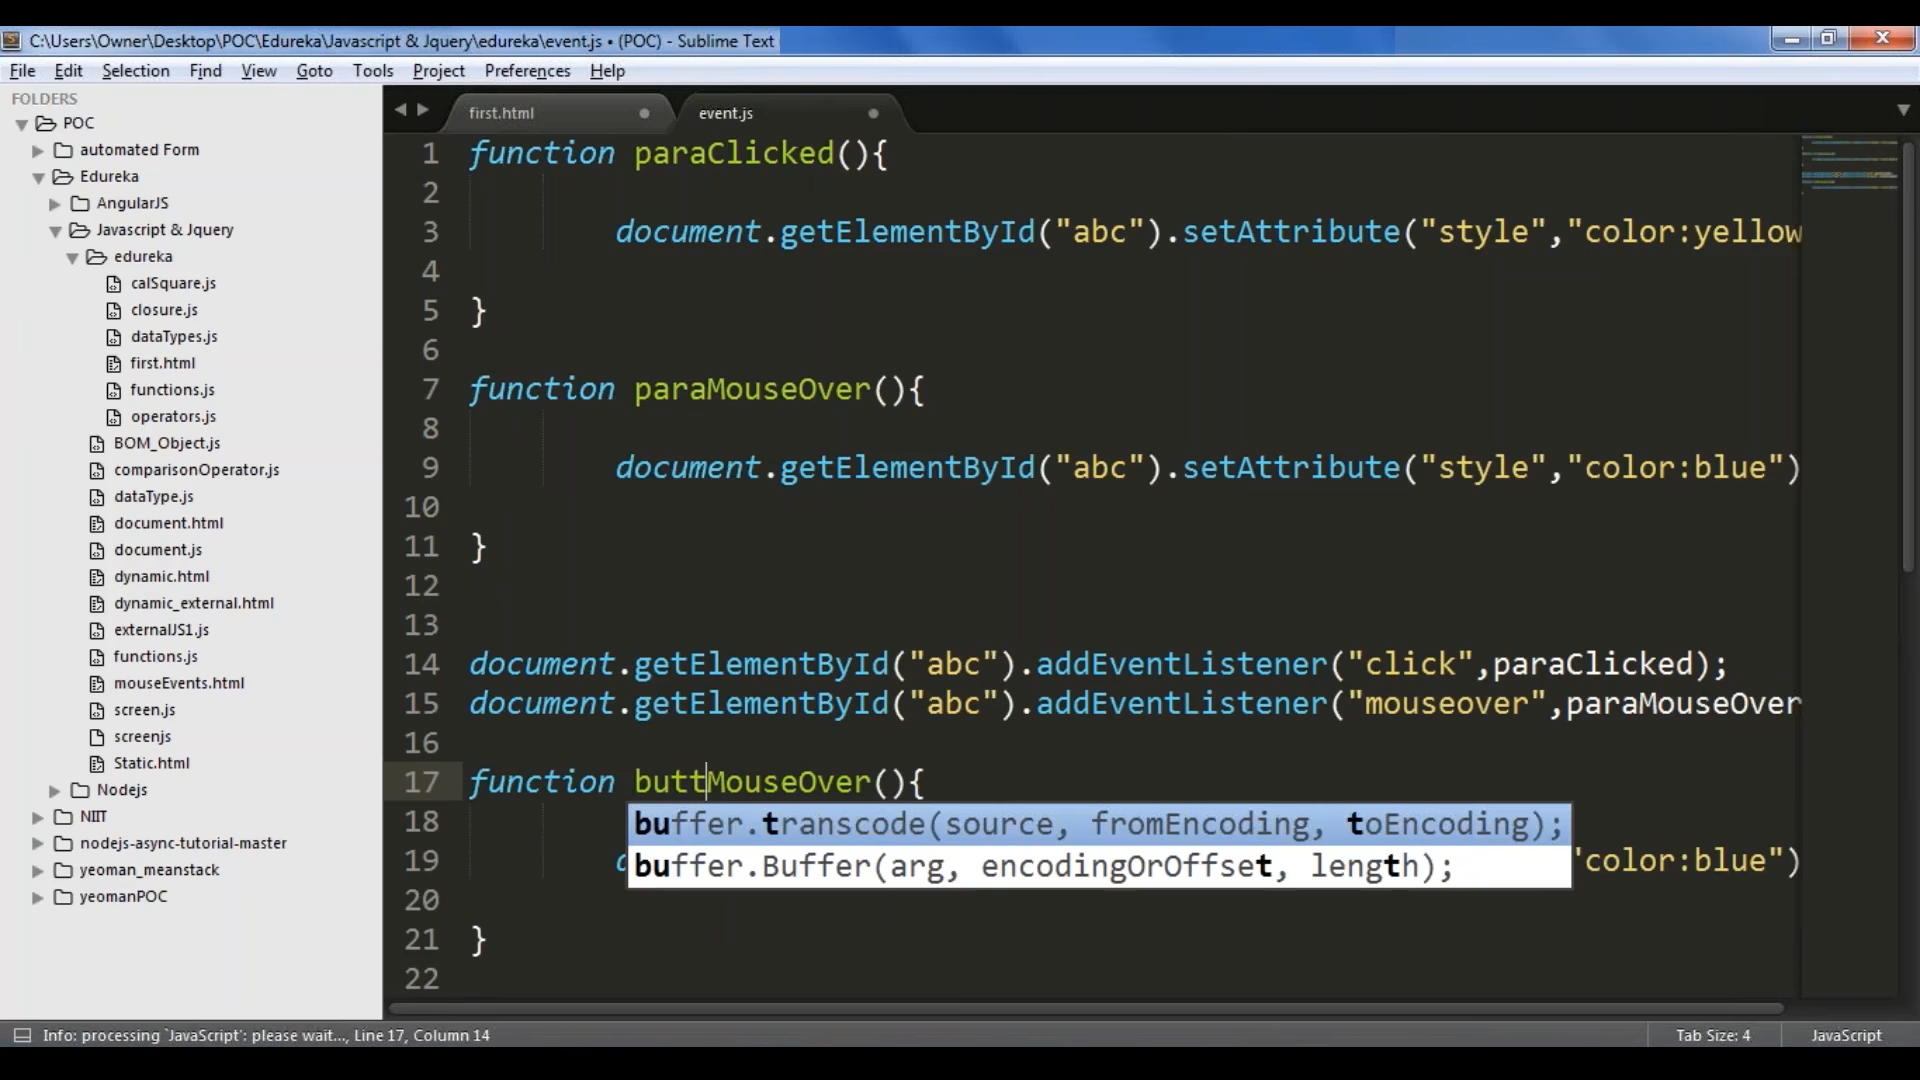 C:\Users\Owner\Desktop\POC\Edureka\Javascript & Jquery\edureka\event.js • (POC) - Sublime Text
File Edit Selection Find View Goto Tools Project Preferences Help
FOLDERS
POC
automated Form
Edureka
AngularJS
Javascript & Jquery
edureka
calSquare.js
closure.js
dataTypes.js
first.html
functions.js
operators.js
BOM_Object.js
comparisonOperator.js
dataType.js
document.html
document.js
dynamic.html
dynamic_external.html
externalJS1.js
functions.js
mouseEvents.html
screen.js
screenjs
Static.html
Nodejs
NIIT
nodejs-async-tutorial-master
yeoman_meanstack
yeomanPOC
first.html
event.js
1 function paraClicked(){
2
3 document.getElementById("abc").setAttribute("style","color:yellow
4
5 }
6
7 function paraMouseOver(){
8
9 document.getElementById("abc").setAttribute("style","color:blue")
10
11 }
12
13
14 document.getElementById("abc").addEventListener("click",paraClicked);
15 document.getElementById("abc").addEventListener("mouseover",paraMouseOver
16
17 function buttMouseOver(){
18 buffer.transcode(source, fromEncoding, toEncoding);
19 buffer.Buffer(arg, encodingOrOffset, length); "color:blue")
20
21 }
22
Info: processing `JavaScript': please wait..., Line 17, Column 14
Tab Size: 4
JavaScript